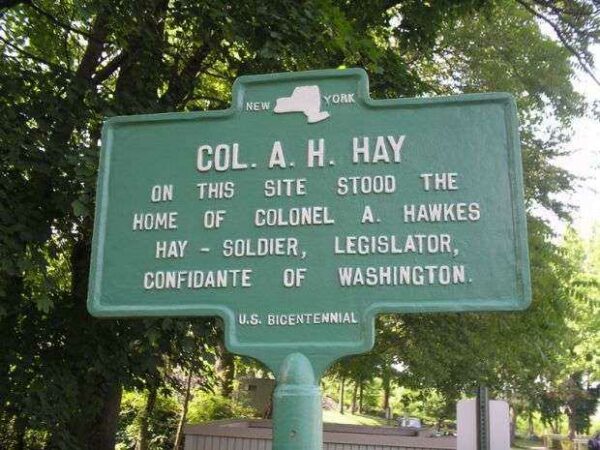 NEW YORK
COL. A. H. HAY
ON THIS SITE STOOD THE
HOME OF COLONEL A. HAWKES
HAY – SOLDIER, LEGISLATOR,
CONFIDANTE OF WASHINGTON.
U.S. BICENTENNIAL